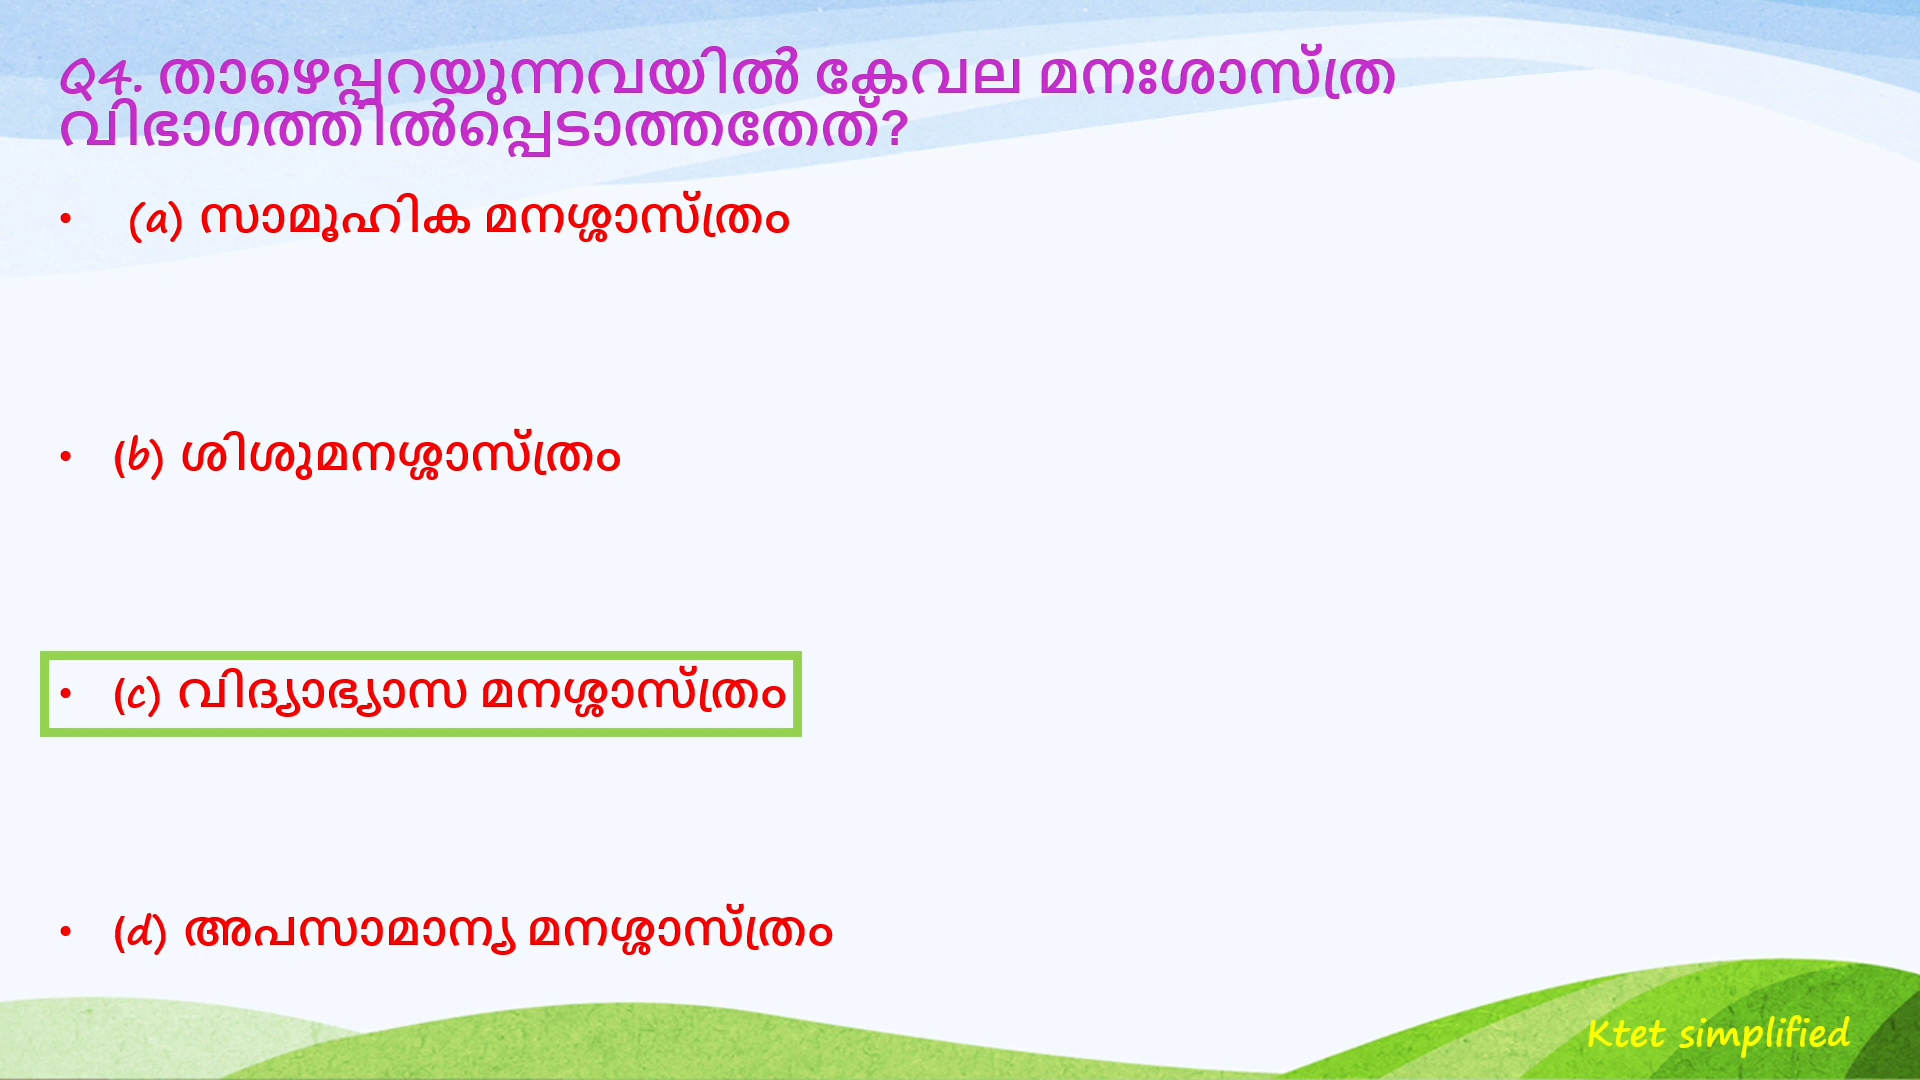 Q4. താഴെപ്പറയുന്നവയിൽ കേവല മനഃശാസ്ത്ര
വിഭാഗത്തിൽപ്പെടാത്തതേത്?
• (a) സാമൂഹിക മനശ്ശാസ്ത്രം
• (b) ശിശുമനശ്ശാസ്ത്രം
• (c) വിദ്യാഭ്യാസ മനശ്ശാസ്ത്രം
• (d) അപസാമാന്യ മനശ്ശാസ്ത്രം
Ktet simplified